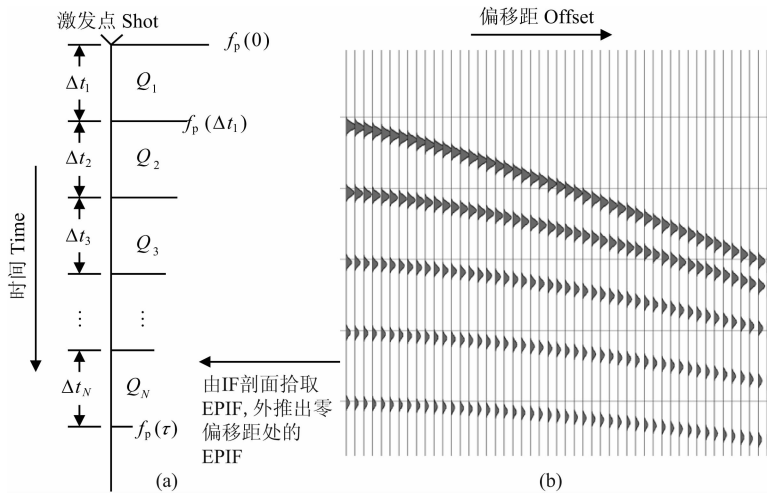 激发点 Shot
f_p(0)
Δt_1
Q_1
f_p(Δt_1)
Δt_2
Q_2
Δt_3
Q_3
⋮
⋮
Δt_N
Q_N
f_p(τ)
时间 Time
(a)
由IF剖面拾取
EPIF, 外推出零
偏移距处的
EPIF
偏移距 Offset
(b)